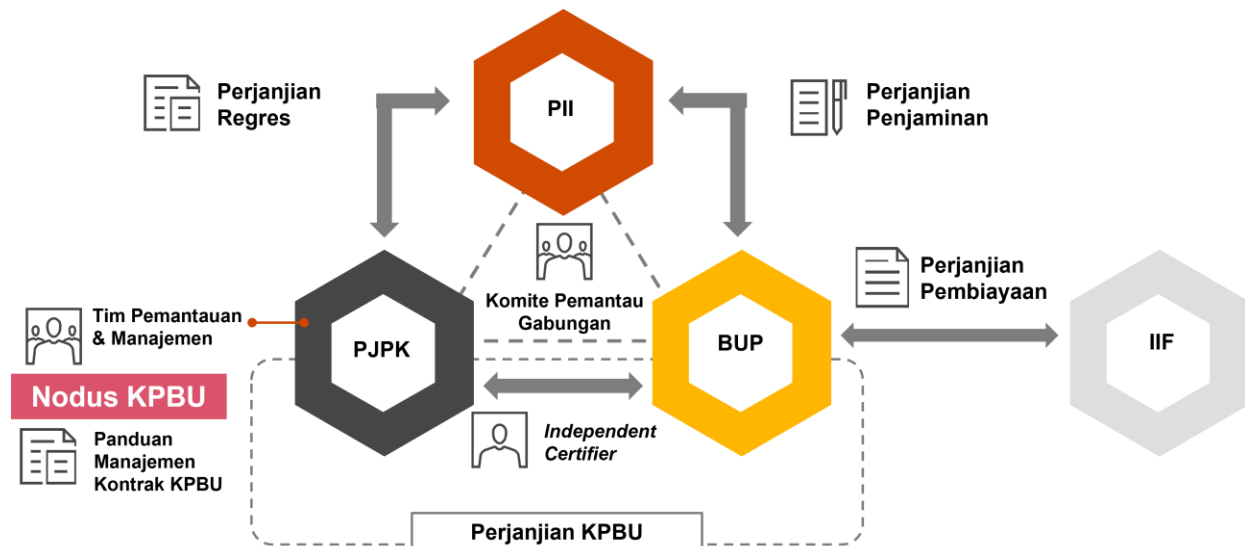 Perjanjian
Regres
PII
Perjanjian
Penjaminan
Tim Pemantauan
& Manajemen
Komite Pemantau
Gabungan
Perjanjian
Pembiayaan
PJPK
BUP
IIF
Nodus KPBU
Panduan
Manajemen
Kontrak KPBU
Independent
Certifier
Perjanjian KPBU